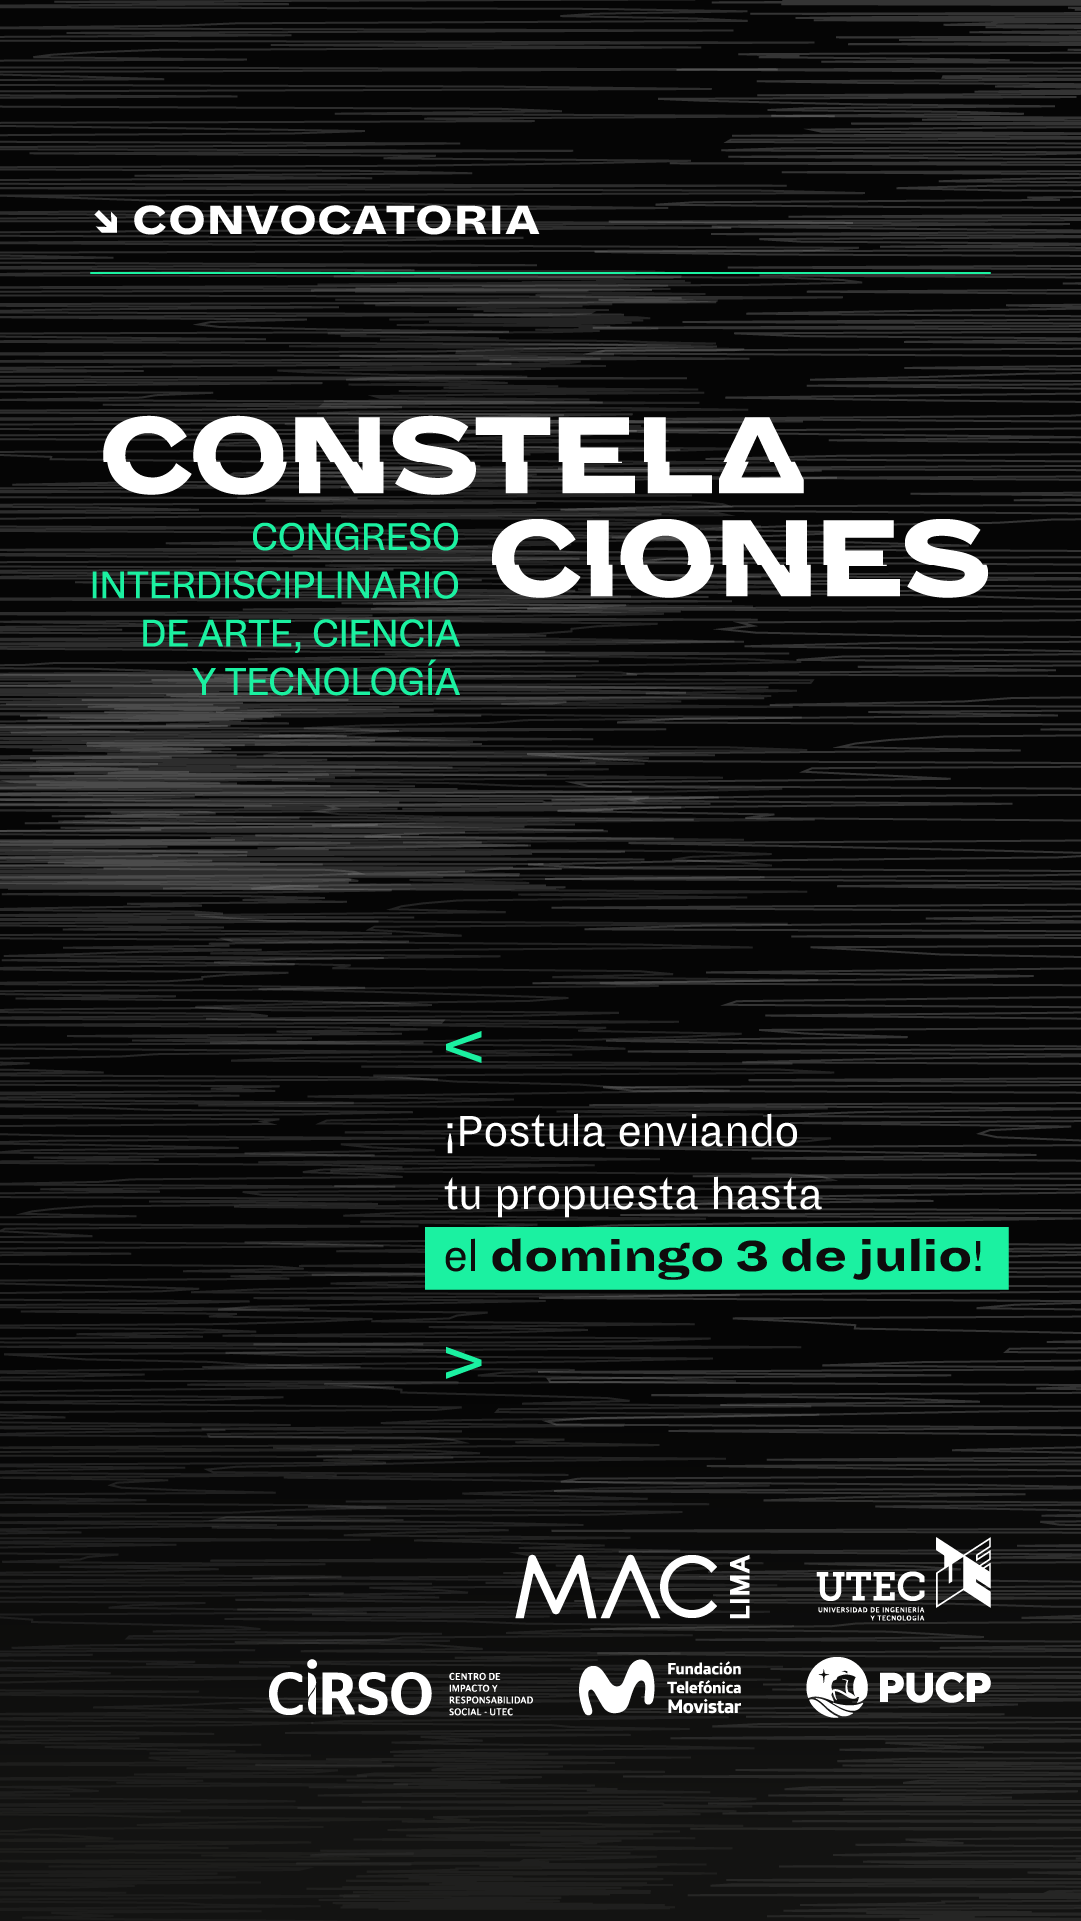 CONVOCATORIA
CONSTELA
CIONES
CONGRESO
INTERDISCIPLINARIO
DE ARTE, CIENCIA
Y TECNOLOGÍA
<
¡Postula enviando
tu propuesta hasta
el domingo 3 de julio!
>
MAC LIMA
UTEC
UNIVERSIDAD DE INGENIERÍA
Y TECNOLOGÍA
CiRSO
CENTRO DE
IMPACTO Y
RESPONSABILIDAD
SOCIAL - UTEC
Fundación
Telefónica
Movistar
PUCP